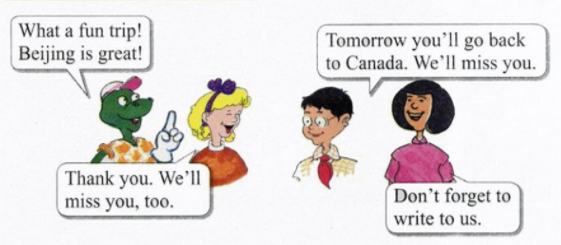 What a fun trip!
Beijing is great!
Thank you. We'll
miss you, too.
Tomorrow you'll go back
to Canada. We'll miss you.
Don't forget to
write to us.